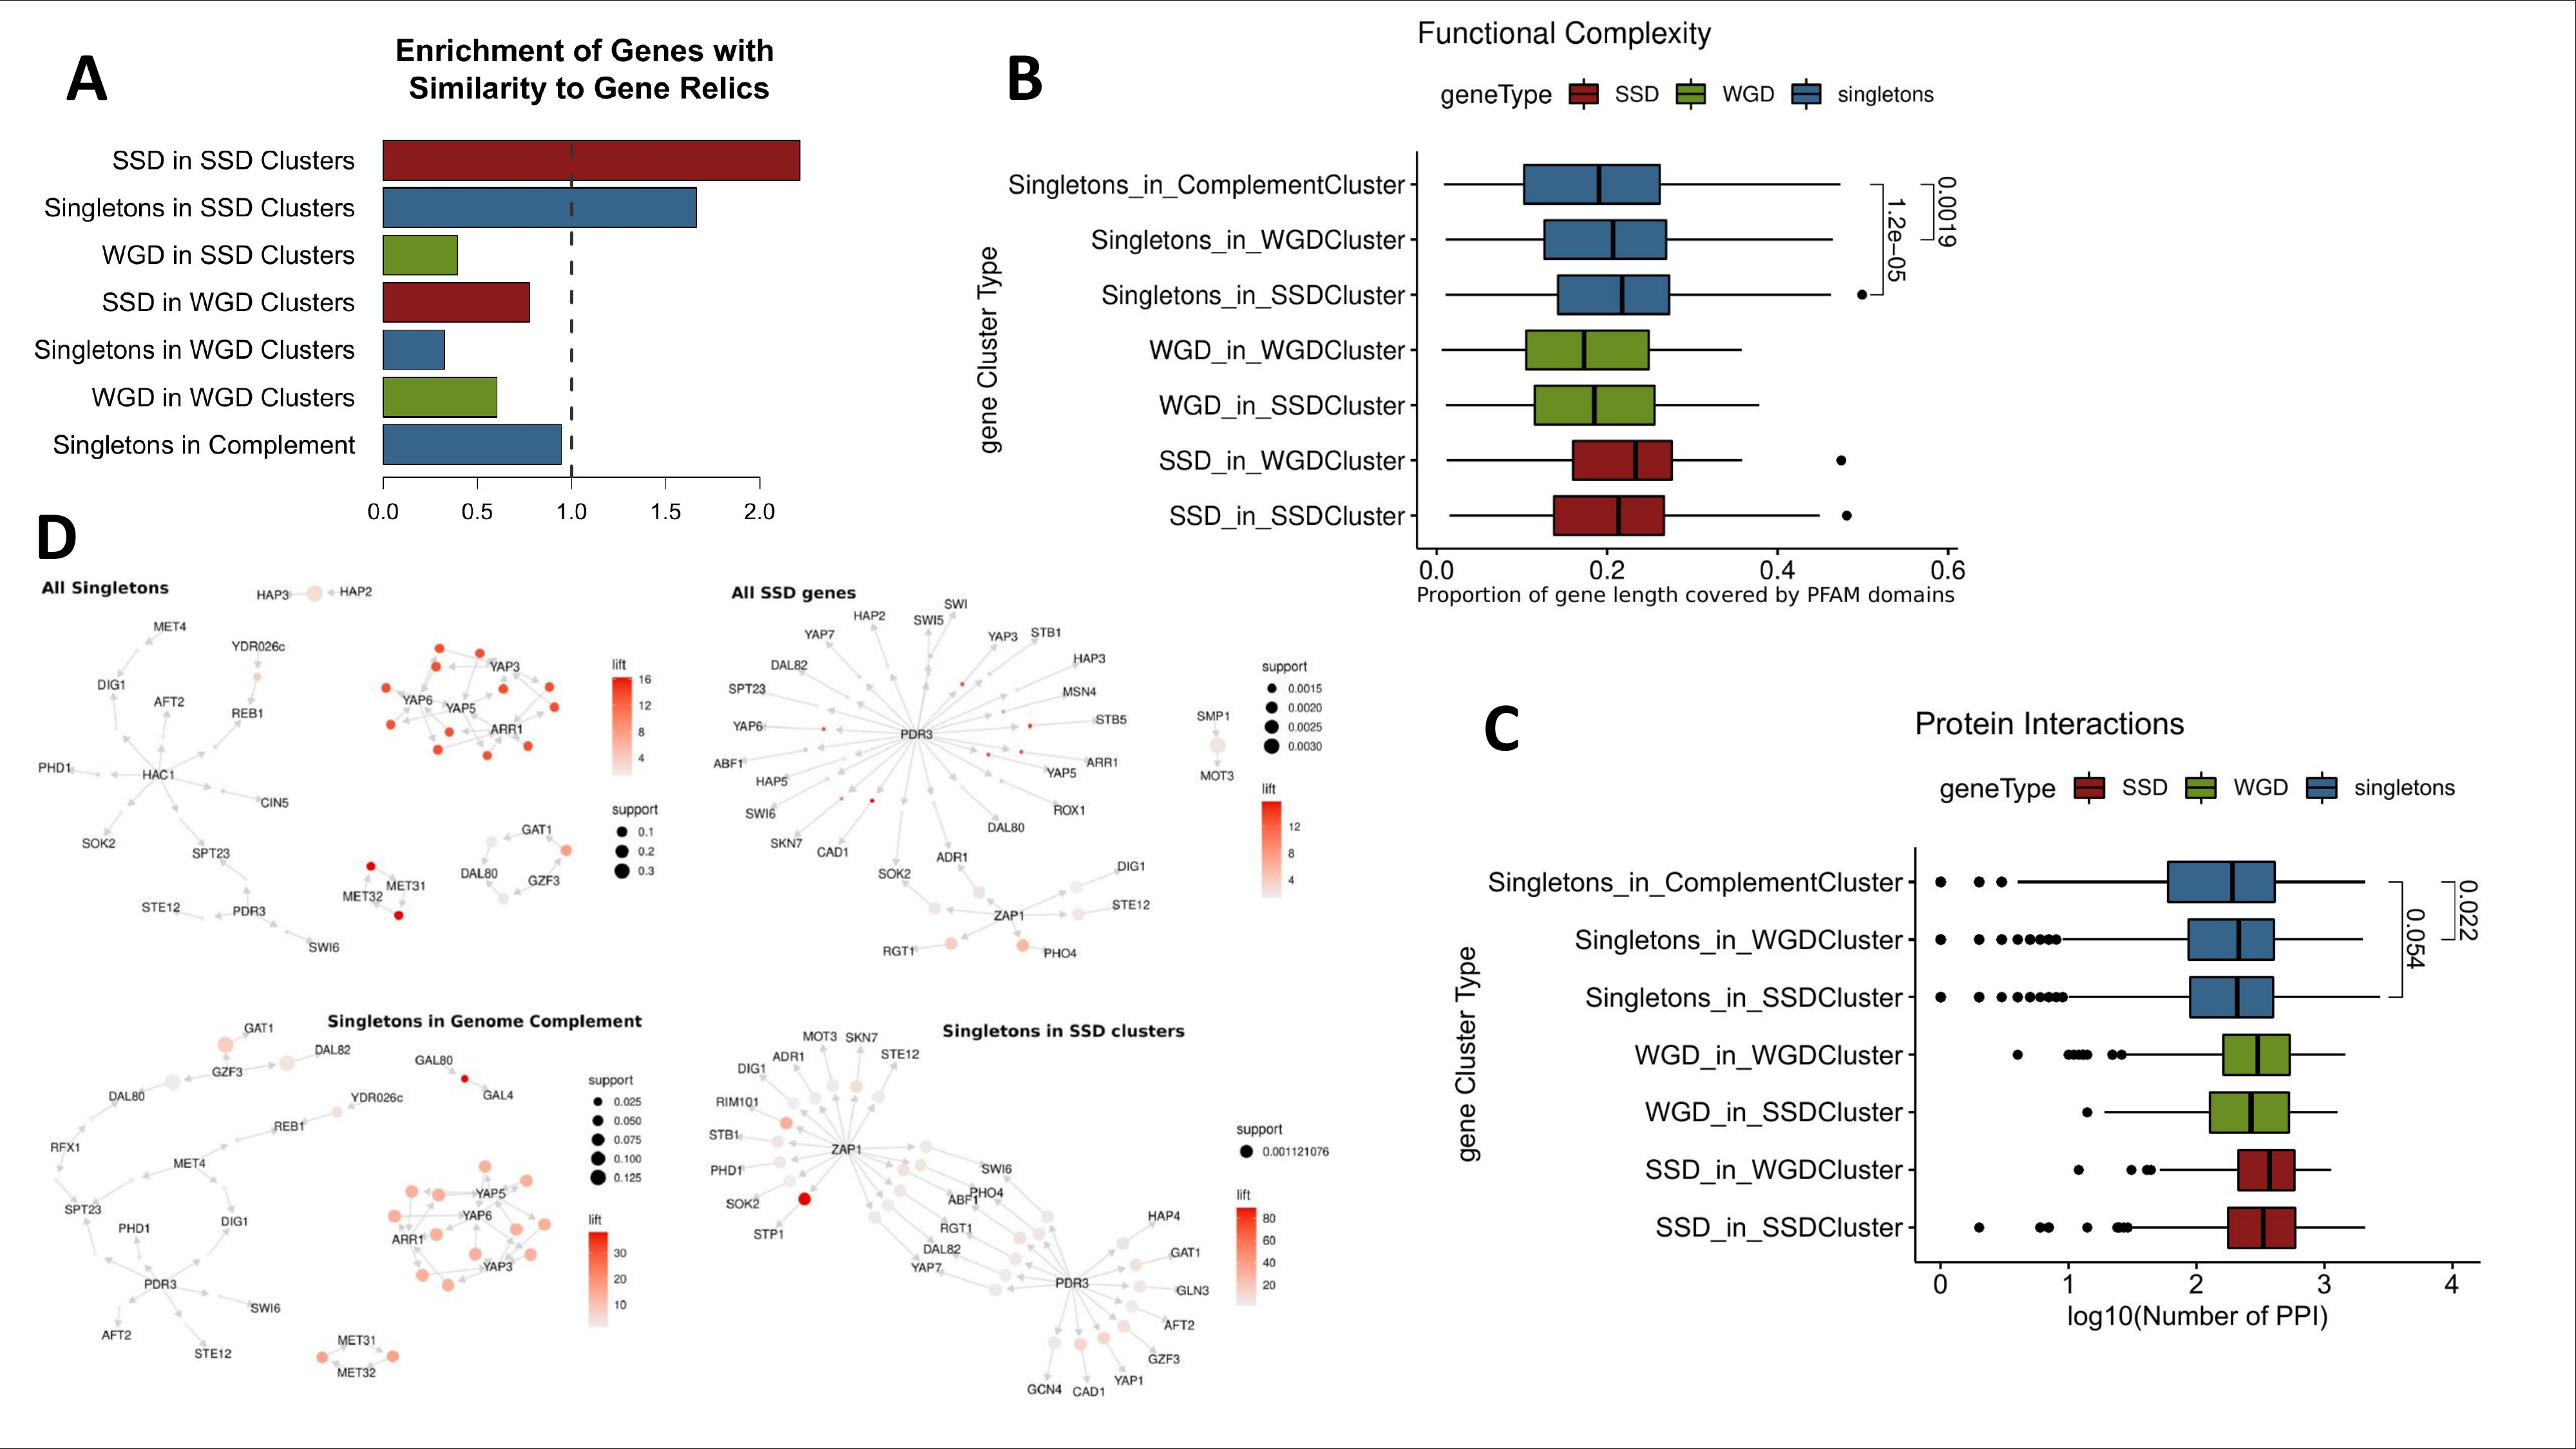 A
Enrichment of Genes with
Similarity to Gene Relics
SSD in SSD Clusters
Singletons in SSD Clusters
WGD in SSD Clusters
SSD in WGD Clusters
Singletons in WGD Clusters
WGD in WGD Clusters
Singletons in Complement
0.0 0.5 1.0 1.5 2.0
B
Functional Complexity
geneType SSD WGD singletons
gene Cluster Type
Singletons_in_ComplementCluster
Singletons_in_WGDCluster
Singletons_in_SSDCluster
WGD_in_WGDCluster
WGD_in_SSDCluster
SSD_in_WGDCluster
SSD_in_SSDCluster
1.2e−05
0.0019
0.0 0.2 0.4 0.6
Proportion of gene length covered by PFAM domains
C
Protein Interactions
geneType SSD WGD singletons
gene Cluster Type
Singletons_in_ComplementCluster
Singletons_in_WGDCluster
Singletons_in_SSDCluster
WGD_in_WGDCluster
WGD_in_SSDCluster
SSD_in_WGDCluster
SSD_in_SSDCluster
0.054
0.022
0 1 2 3 4
log10(Number of PPI)
D
All Singletons
HAP3
HAP2
MET4
YDR026c
DIG1
AFT2
REB1
PHD1
HAC1
CIN5
SOK2
SPT23
STE12
PDR3
SWI6
YAP3
YAP6
YAP5
ARR1
MET31
MET32
GAT1
DAL80
GZF3
lift
16
12
8
4
support
0.1
0.2
0.3
All SSD genes
SWI
HAP2
SWI5
YAP7
YAP3
STB1
DAL82
HAP3
SPT23
MSN4
YAP6
STB5
PDR3
ABF1
ARR1
YAP5
HAP5
SWI6
ROX1
SKN7
DAL80
CAD1
ADR1
SOK2
DIG1
STE12
ZAP1
RGT1
PHO4
SMP1
MOT3
support
0.0015
0.0020
0.0025
0.0030
lift
12
8
4
Singletons in Genome Complement
GAT1
DAL82
GZF3
DAL80
GAL80
GAL4
YDR026c
REB1
RFX1
MET4
SPT23
PHD1
DIG1
PDR3
SWI6
AFT2
STE12
YAP5
YAP6
ARR1
YAP3
MET31
MET32
support
0.025
0.050
0.075
0.100
0.125
lift
30
20
10
Singletons in SSD clusters
MOT3
SKN7
ADR1
STE12
DIG1
RIM101
STB1
ZAP1
PHD1
SWI6
SOK2
PHO4
ABF1
STP1
RGT1
HAP4
DAL82
GAT1
YAP7
PDR3
GLN3
AFT2
GZF3
YAP1
GCN4
CAD1
support
0.001121076
lift
80
60
40
20